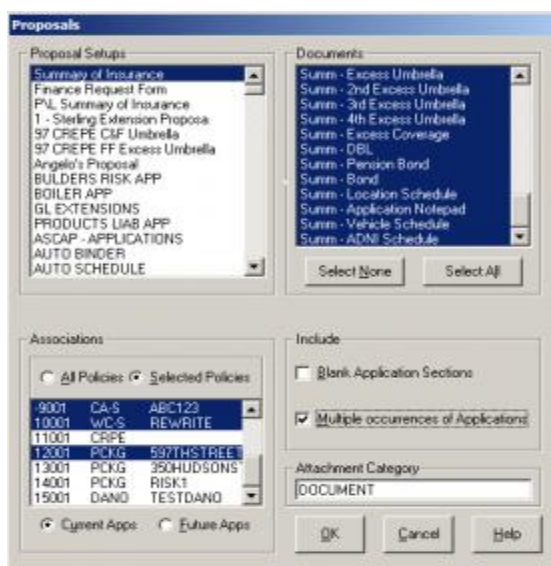 Proposals
Proposal Setups
Summary of Insurance
Finance Request Form
P\L Summary of Insurance
1 - Sterling Extension Proposa
97 CREPE C&F Umbrella
97 CREPE FF Excess Umbrella
Angelo's Proposal
BUILDERS RISK APP
BOILER APP
GL EXTENSIONS
PRODUCTS LIAB APP
ASCAP - APPLICATIONS
AUTO BINDER
AUTO SCHEDULE
Documents
Summ - Excess Umbrella
Summ - 2nd Excess Umbrella
Summ - 3rd Excess Umbrella
Summ - 4th Excess Umbrella
Summ - Excess Coverage
Summ - DBL
Summ - Pension Bond
Summ - Bond
Summ - Location Schedule
Summ - Application Notepad
Summ - Vehicle Schedule
Summ - ADNI Schedule
Select None Select All
Associations
All Policies Selected Policies
-9001 CA-S ABC123
10001 WC-S REWRITE
11001 CRPE
12001 PCKG 597THSTREET
13001 PCKG 350HUDSONST
14001 PCKG RISK1
15001 DANO TESTDANO
Current Apps Future Apps
Include
Blank Application Sections
Multiple occurrences of Applications
Attachment Category
DOCUMENT
OK Cancel Help